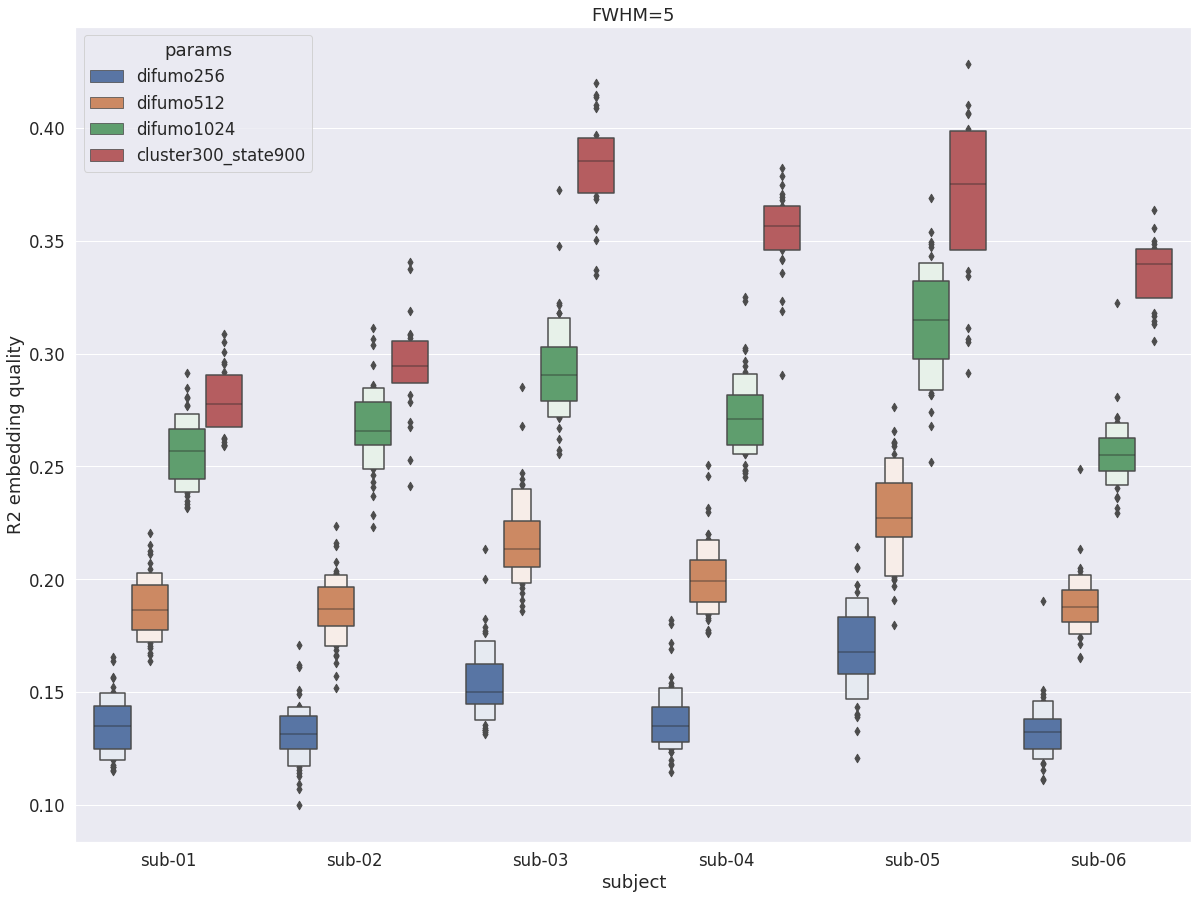 FWHM=5
params
difumo256
difumo512
difumo1024
cluster300_state900
R2 embedding quality
0.40
0.35
0.30
0.25
0.20
0.15
0.10
sub-01 sub-02 sub-03 sub-04 sub-05 sub-06
subject